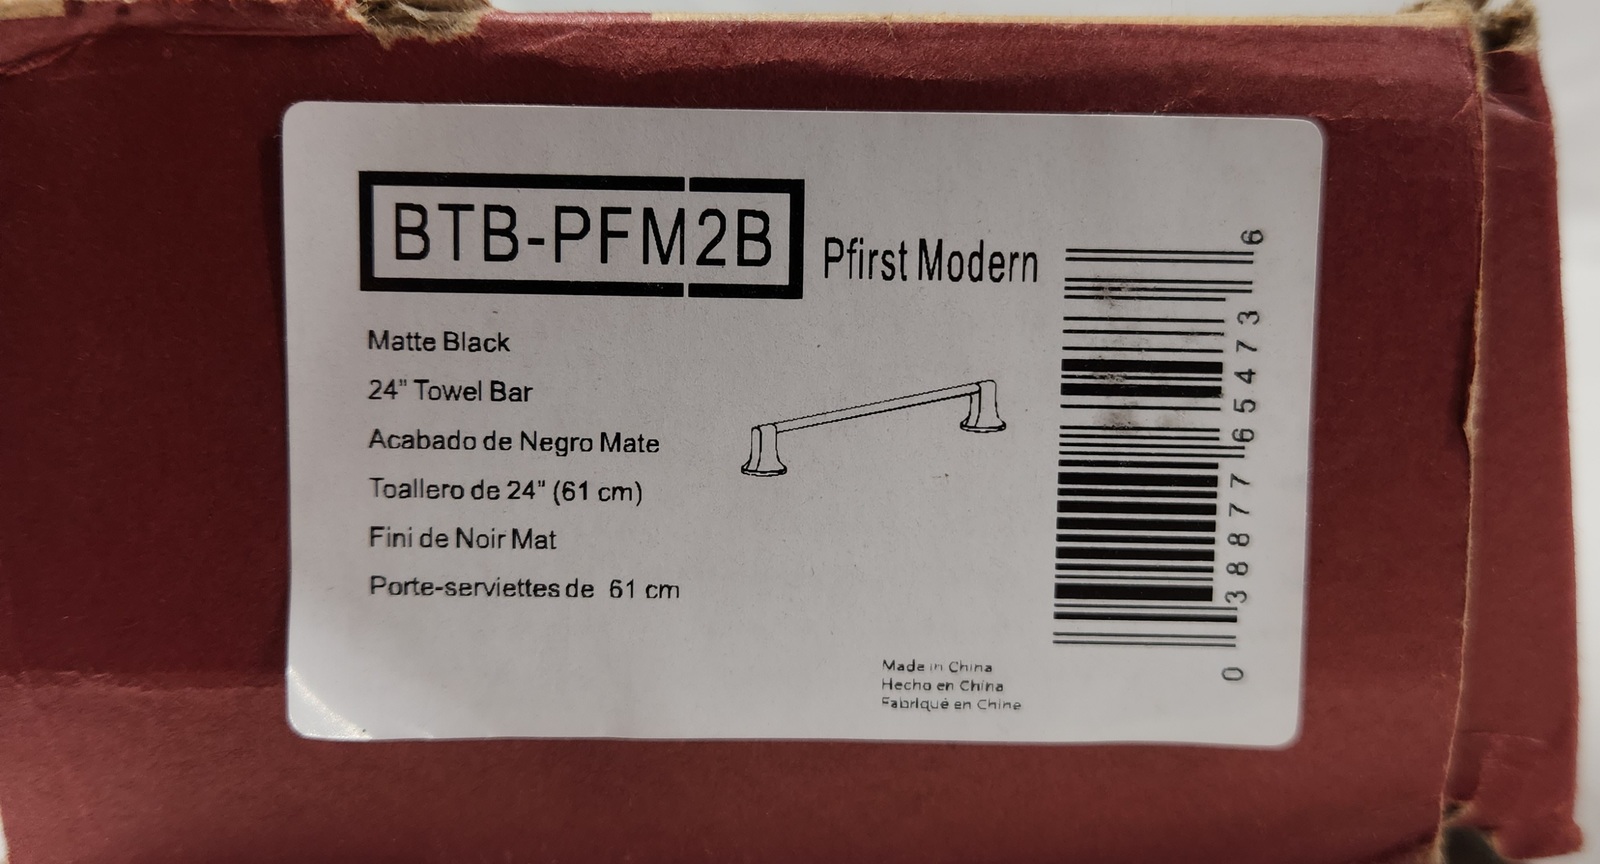 BTB-PFM2B Pfirst Modern
Matte Black
24" Towel Bar
Acabado de Negro Mate
Toallero de 24" (61 cm)
Fini de Noir Mat
Porte-serviettes de 61 cm
Made in China
Hecho en China
Fabriqué en Chine
0 38877 65473 6